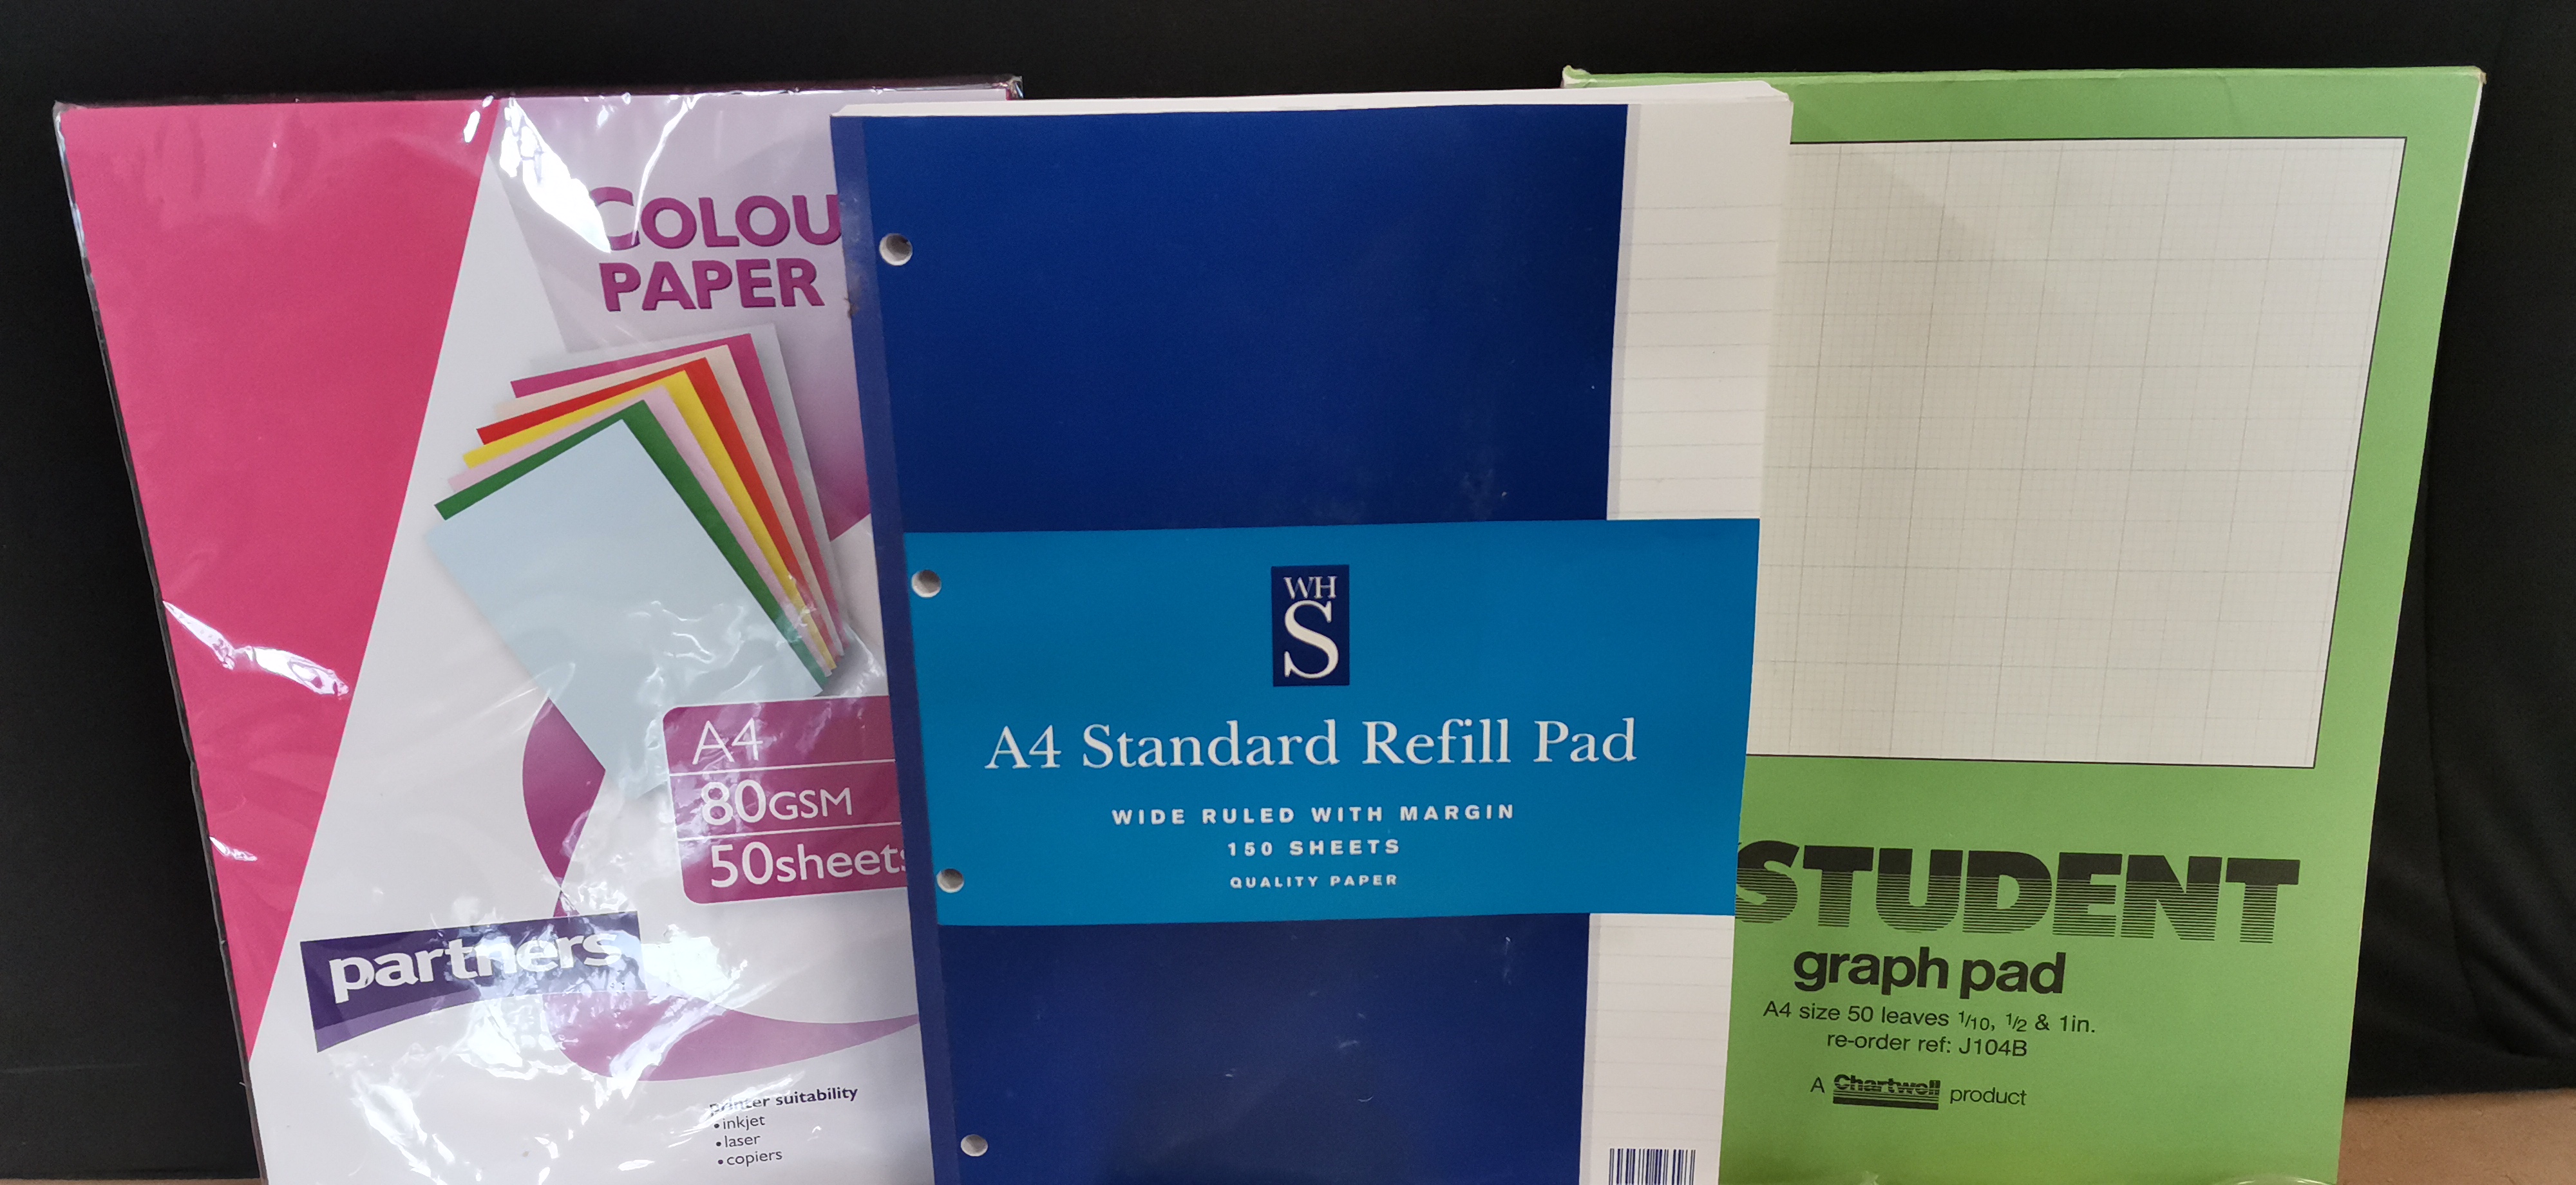 COLOU
PAPER
A4
80GSM
50sheets
partners
printer suitability
• inkjet
• laser
• copiers
WH
S
A4 Standard Refill Pad
WIDE RULED WITH MARGIN
150 SHEETS
QUALITY PAPER
STUDENT
graph pad
A4 size 50 leaves 1/10, 1/2 & 1in.
re-order ref: J104B
A Chartwell product